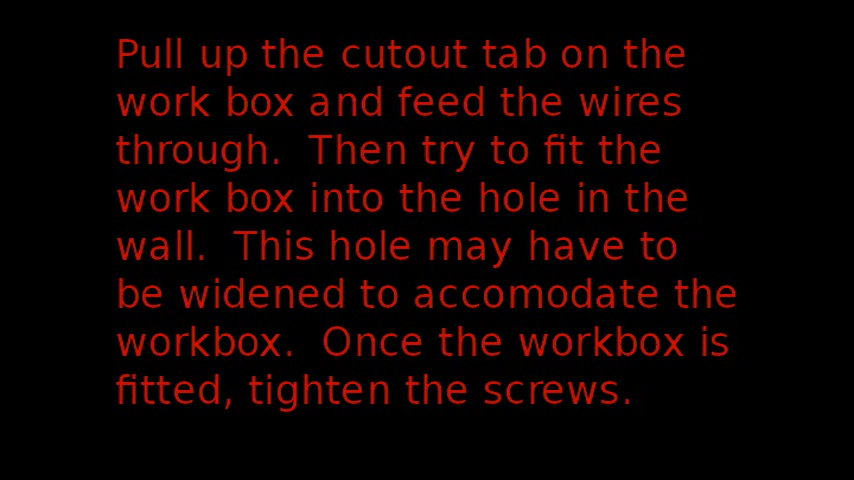 Pull up the cutout tab on the
work box and feed the wires
through.  Then try to fit the
work box into the hole in the
wall.  This hole may have to
be widened to accomodate the
workbox.  Once the workbox is
fitted, tighten the screws.